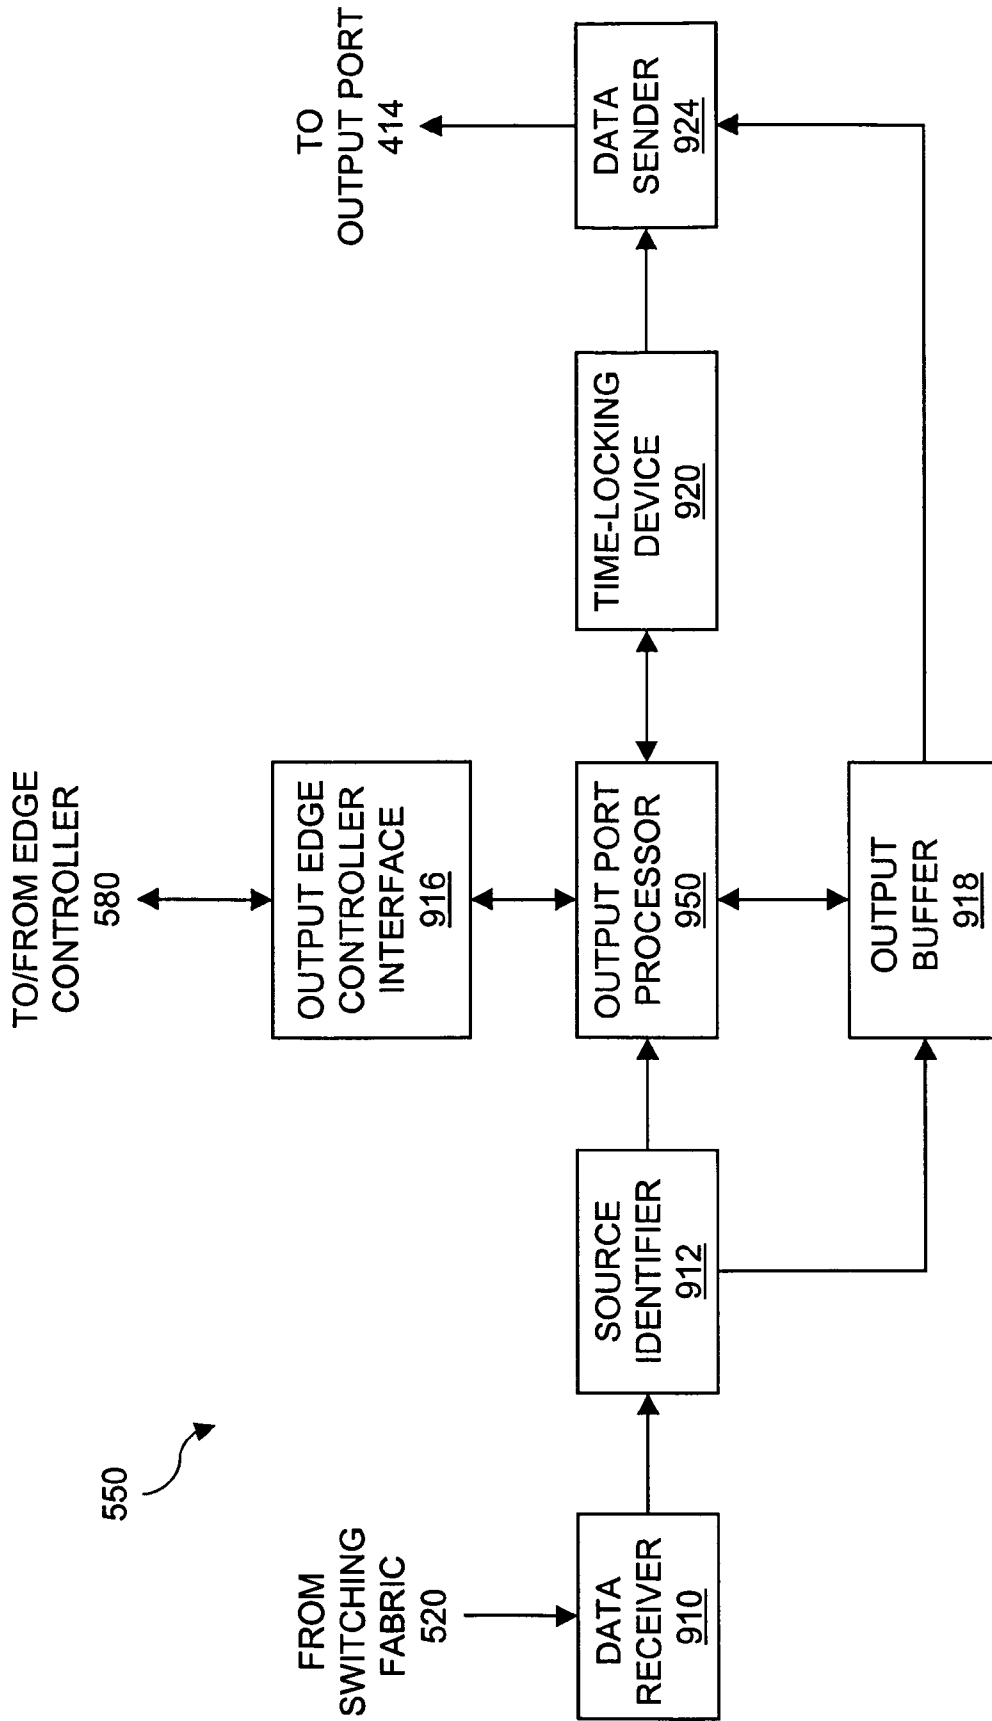 TO/FROM EDGE
CONTROLLER
580
550
FROM
SWITCHING
FABRIC
520
OUTPUT EDGE
CONTROLLER
INTERFACE
916
TO
OUTPUT PORT
414
DATA
RECEIVER
910
SOURCE
IDENTIFIER
912
OUTPUT PORT
PROCESSOR
950
TIME-LOCKING
DEVICE
920
DATA
SENDER
924
OUTPUT
BUFFER
918